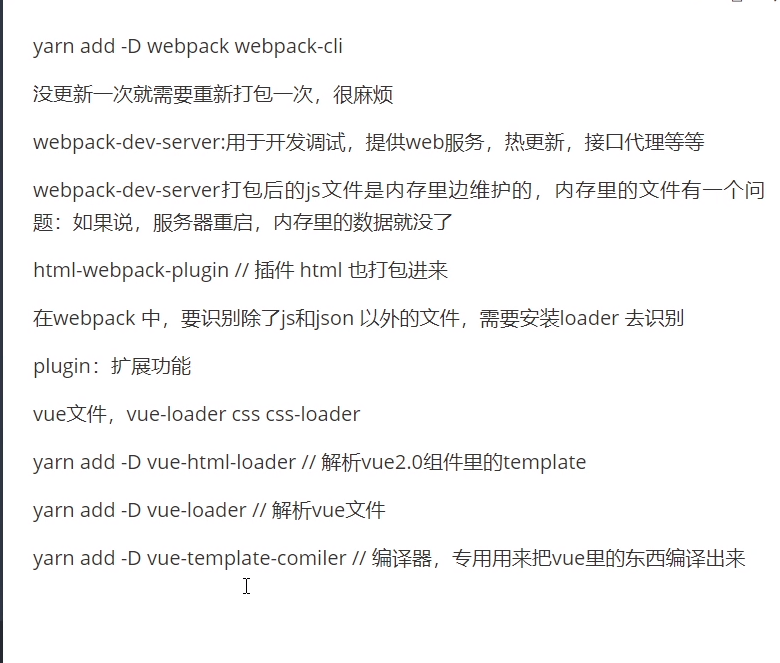 yarn add -D webpack webpack-cli
没更新一次就需要重新打包一次，很麻烦
webpack-dev-server:用于开发调试，提供web服务，热更新，接口代理等等
webpack-dev-server打包后的js文件是内存里边维护的，内存里的文件有一个问
题：如果说，服务器重启，内存里的数据就没了
html-webpack-plugin // 插件 html 也打包进来
在webpack 中，要识别除了js和json 以外的文件，需要安装loader 去识别
plugin：扩展功能
vue文件，vue-loader css css-loader
yarn add -D vue-html-loader // 解析vue2.0组件里的template
yarn add -D vue-loader // 解析vue文件
yarn add -D vue-template-comiler // 编译器，专用用来把vue里的东西编译出来